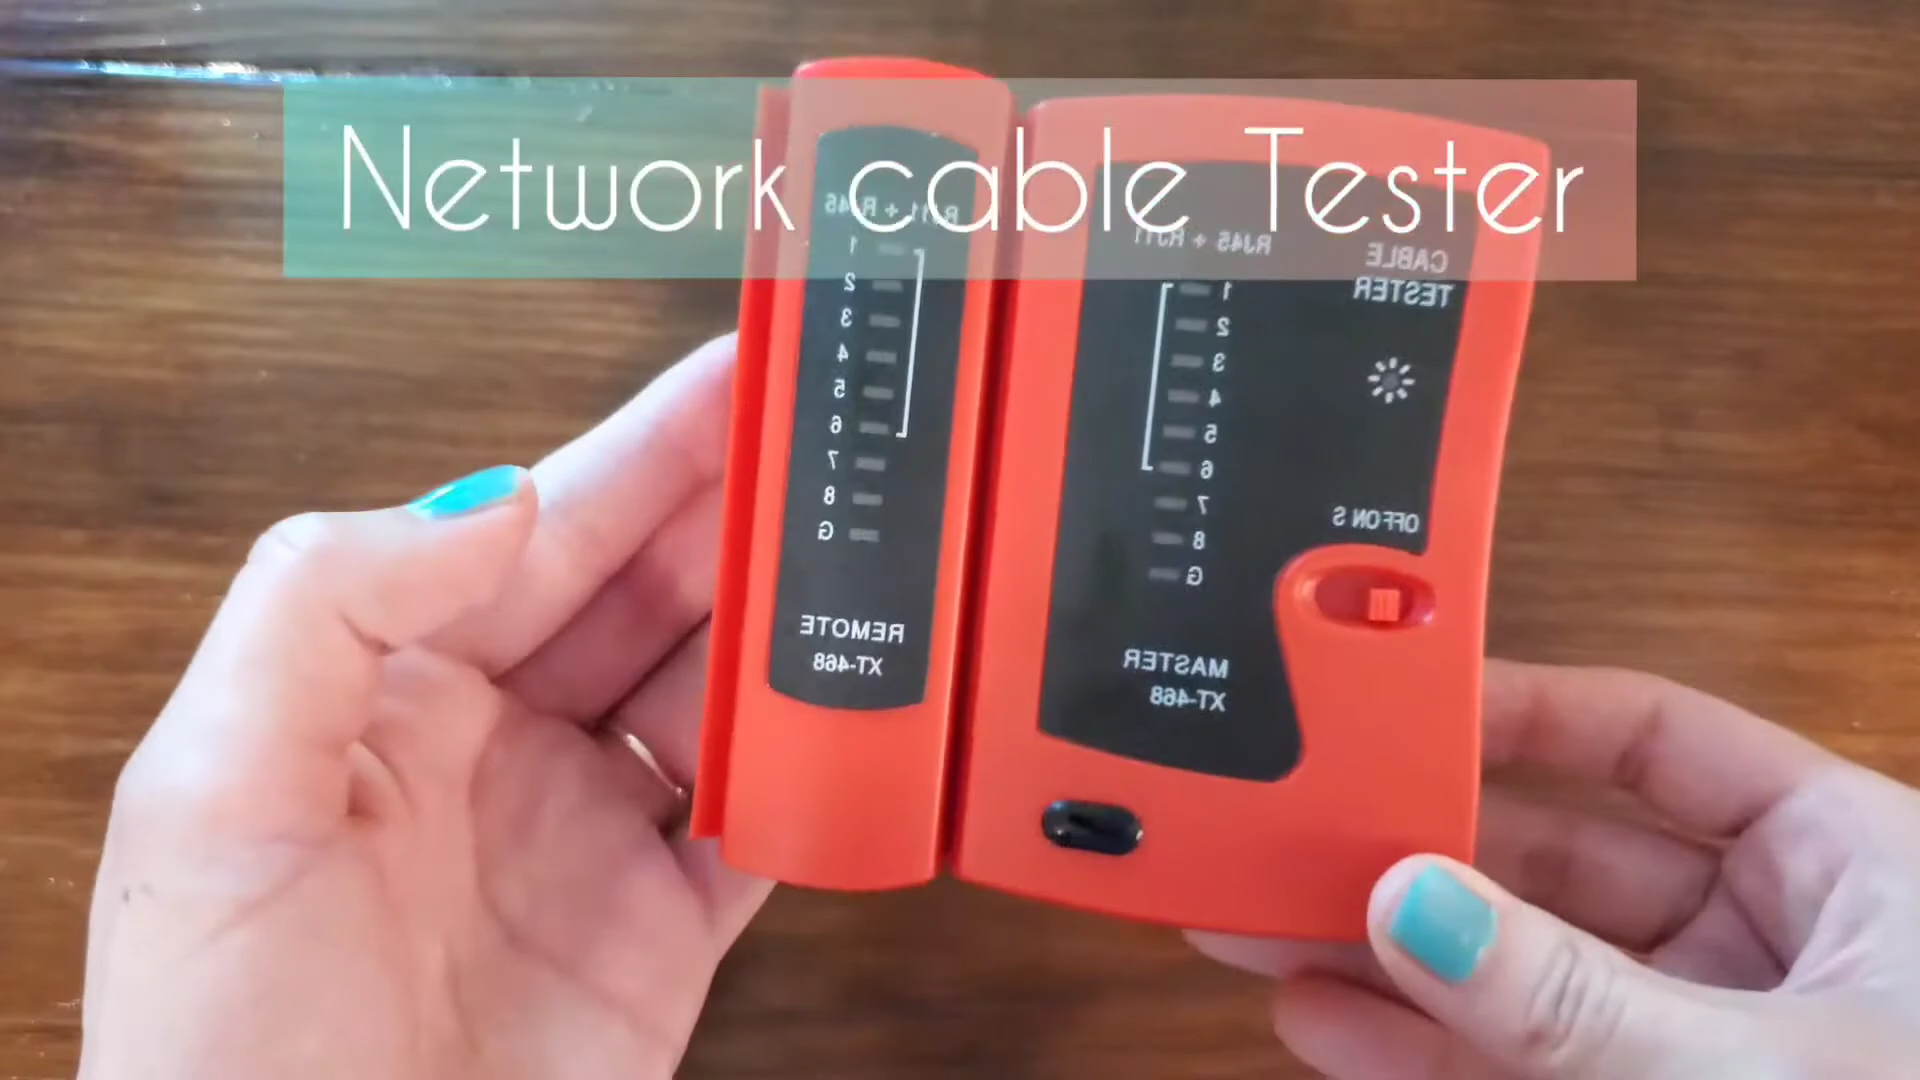 Network cable Tester
RJ11 + RJ45
1
2
3
4
5
6
7
8
G
REMOTE
XT-468
RJ45 + RJ11
1
2
3
4
5
6
7
8
G
MASTER
XT-468
CABLE
TESTER
OFF ON S